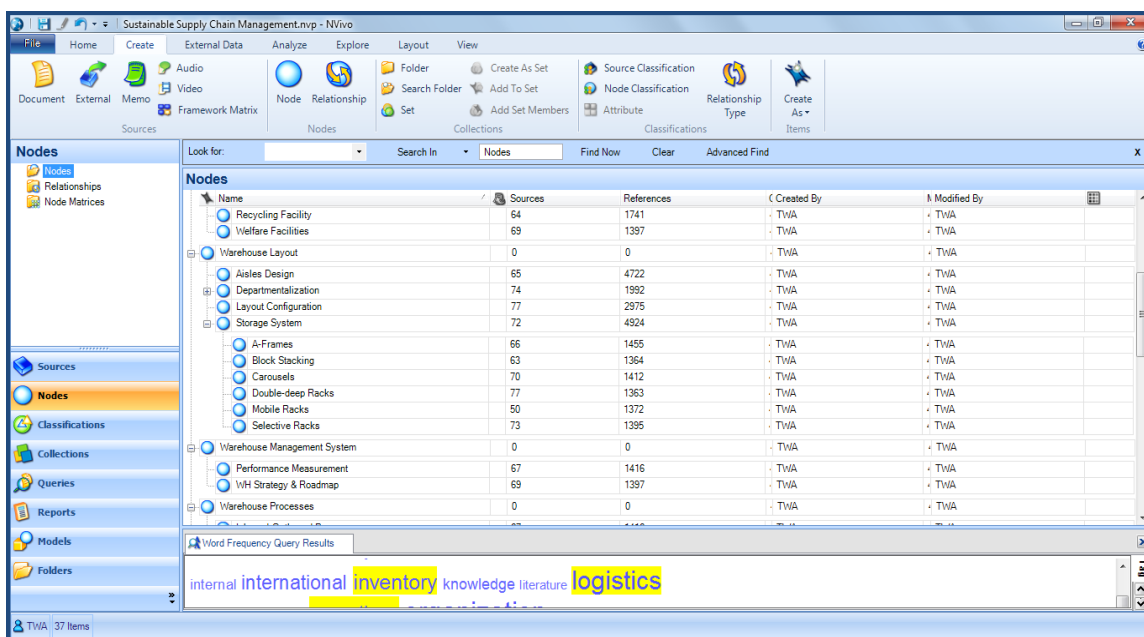 Sustainable Supply Chain Management.nvp - NVivo
File Home Create External Data Analyze Explore Layout View
Document External Memo Audio Video Framework Matrix
Sources
Node Relationship
Nodes
Folder Create As Set
Search Folder Add To Set
Set Add Set Members
Collections
Source Classification
Node Classification
Attribute
Relationship Type
Classifications
Create As
Items
Nodes
Nodes
Relationships
Node Matrices
Sources
Nodes
Classifications
Collections
Queries
Reports
Models
Folders
Look for: Search In Nodes Find Now Clear Advanced Find x
Nodes
Name Sources References Created By Modified By
Recycling Facility 64 1741 TWA TWA
Welfare Facilities 69 1397 TWA TWA
Warehouse Layout 0 0 TWA TWA
Aisles Design 65 4722 TWA TWA
Departmentalization 74 1992 TWA TWA
Layout Configuration 77 2975 TWA TWA
Storage System 72 4924 TWA TWA
A-Frames 66 1455 TWA TWA
Block Stacking 63 1364 TWA TWA
Carousels 70 1412 TWA TWA
Double-deep Racks 77 1363 TWA TWA
Mobile Racks 50 1372 TWA TWA
Selective Racks 73 1395 TWA TWA
Warehouse Management System 0 0 TWA TWA
Performance Measurement 67 1416 TWA TWA
WH Strategy & Roadmap 69 1397 TWA TWA
Warehouse Processes 0 0 TWA TWA
Word Frequency Query Results
internal international inventory knowledge literature logistics
TWA 37 Items